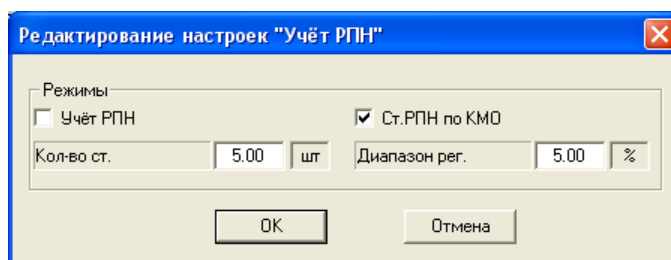 Редактирование настроек "Учёт РПН"
Режимы
Учёт РПН
Ст.РПН по КМО
Кол-во ст. 5.00 шт
Диапазон рег. 5.00 %
OK
Отмена